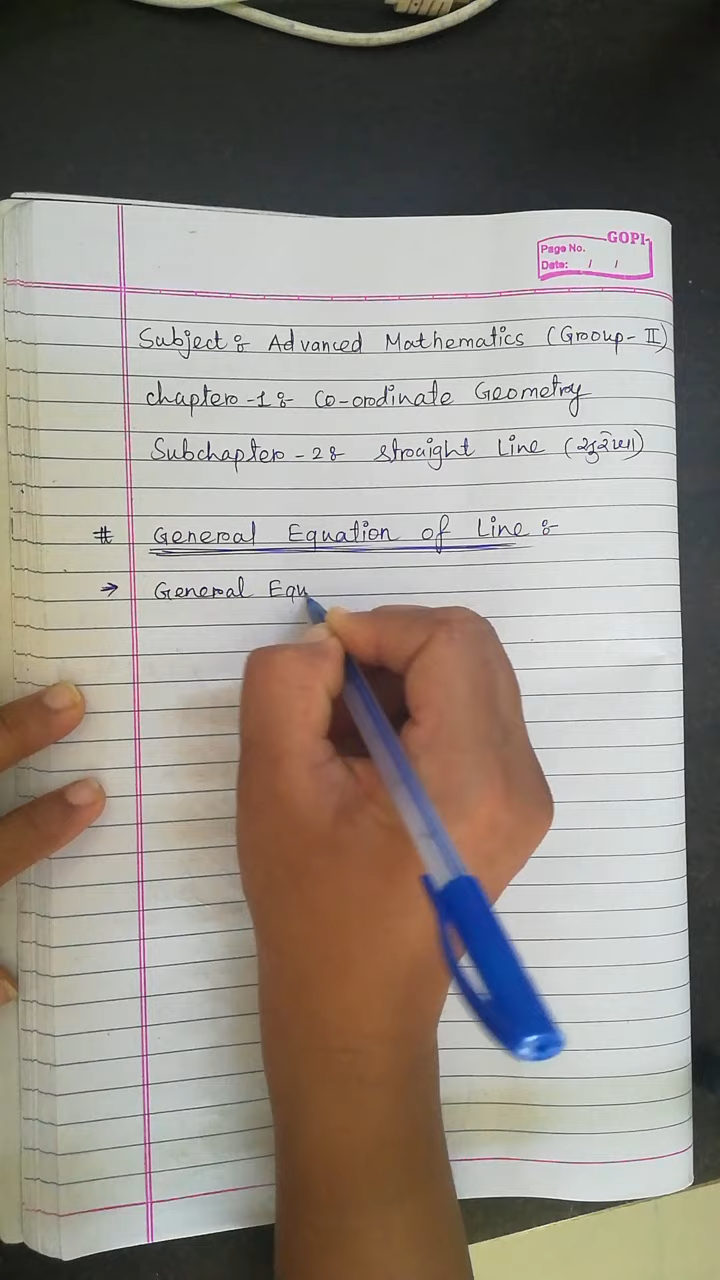 GOPI
Page No.
Date: / /
Subject : Advanced Mathematics (Group-II)
chapter-1 : Co-ordinate Geometry
Subchapter-2 : straight Line (સુરેખા)
# General Equation of Line :
→ General Equ